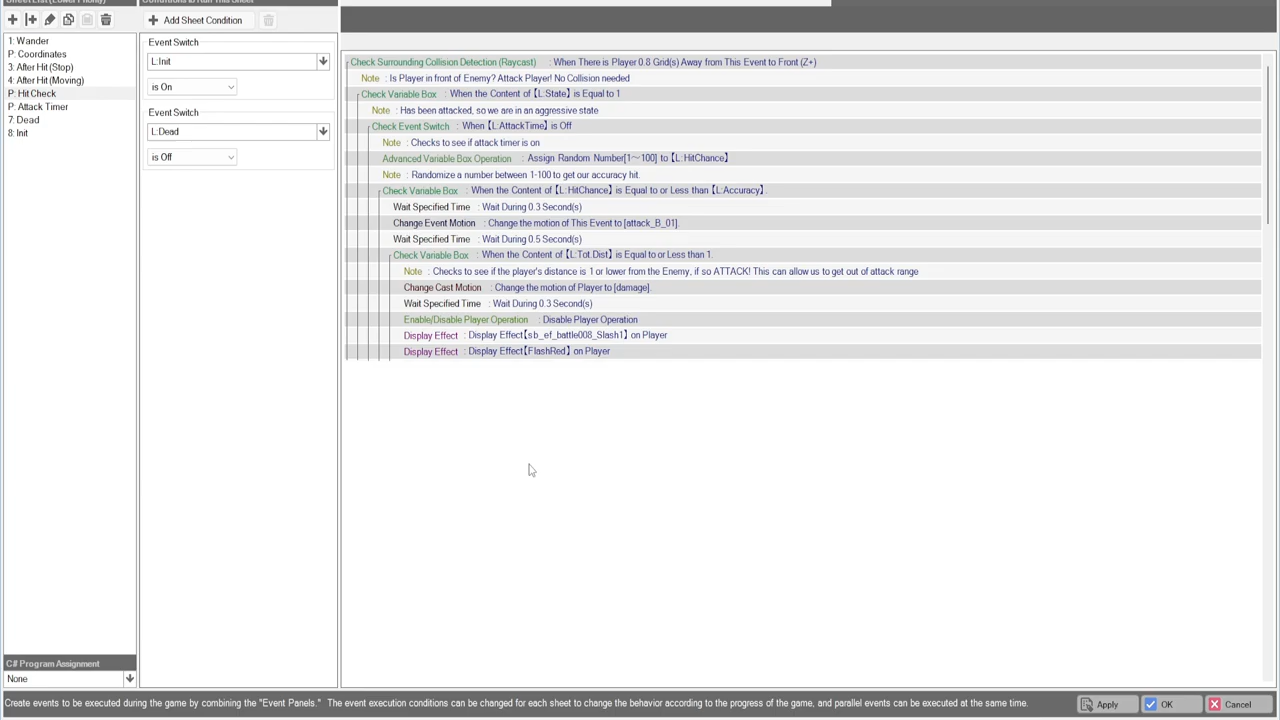 Sheet List (Lower Priority)
Conditions to Run This Sheet
Add Sheet Condition
1: Wander
P: Coordinates
3: After Hit (Stop)
4: After Hit (Moving)
P: Hit Check
P: Attack Timer
7: Dead
8: Init
Event Switch
L:Init
is On
Event Switch
L:Dead
is Off
Check Surrounding Collision Detection (Raycast) : When There is Player 0.8 Grid(s) Away from This Event to Front (Z+)
Note : Is Player in front of Enemy? Attack Player! No Collision needed
Check Variable Box : When the Content of【L:State】is Equal to 1
Note : Has been attacked, so we are in an aggressive state
Check Event Switch : When【L:AttackTime】is Off
Note : Checks to see if attack timer is on
Advanced Variable Box Operation : Assign Random Number[1～100] to【L:HitChance】
Note : Randomize a number between 1-100 to get our accuracy hit.
Check Variable Box : When the Content of【L:HitChance】is Equal to or Less than【L:Accuracy】.
Wait Specified Time : Wait During 0.3 Second(s)
Change Event Motion : Change the motion of This Event to [attack_B_01].
Wait Specified Time : Wait During 0.5 Second(s)
Check Variable Box : When the Content of【L:Tot.Dist】is Equal to or Less than 1.
Note : Checks to see if the player's distance is 1 or lower from the Enemy, if so ATTACK! This can allow us to get out of attack range
Change Cast Motion : Change the motion of Player to [damage].
Wait Specified Time : Wait During 0.3 Second(s)
Enable/Disable Player Operation : Disable Player Operation
Display Effect : Display Effect【sb_ef_battle008_Slash1】on Player
Display Effect : Display Effect【FlashRed】on Player
C# Program Assignment
None
Create events to be executed during the game by combining the "Event Panels." The event execution conditions can be changed for each sheet to change the behavior according to the progress of the game, and parallel events can be executed at the same time.
Apply
OK
Cancel